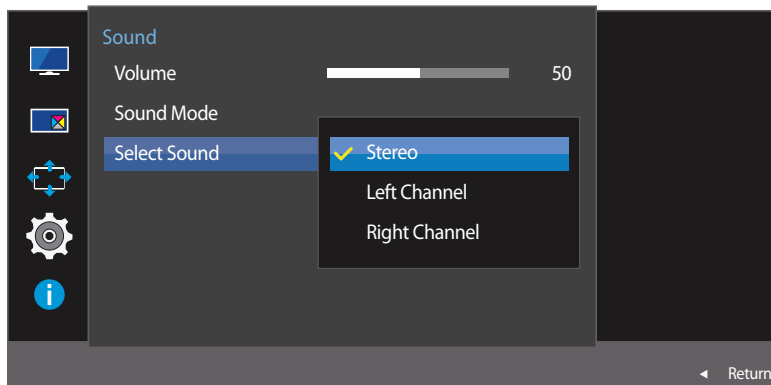 Sound
Volume 50
Sound Mode
Select Sound
Stereo
Left Channel
Right Channel
Return